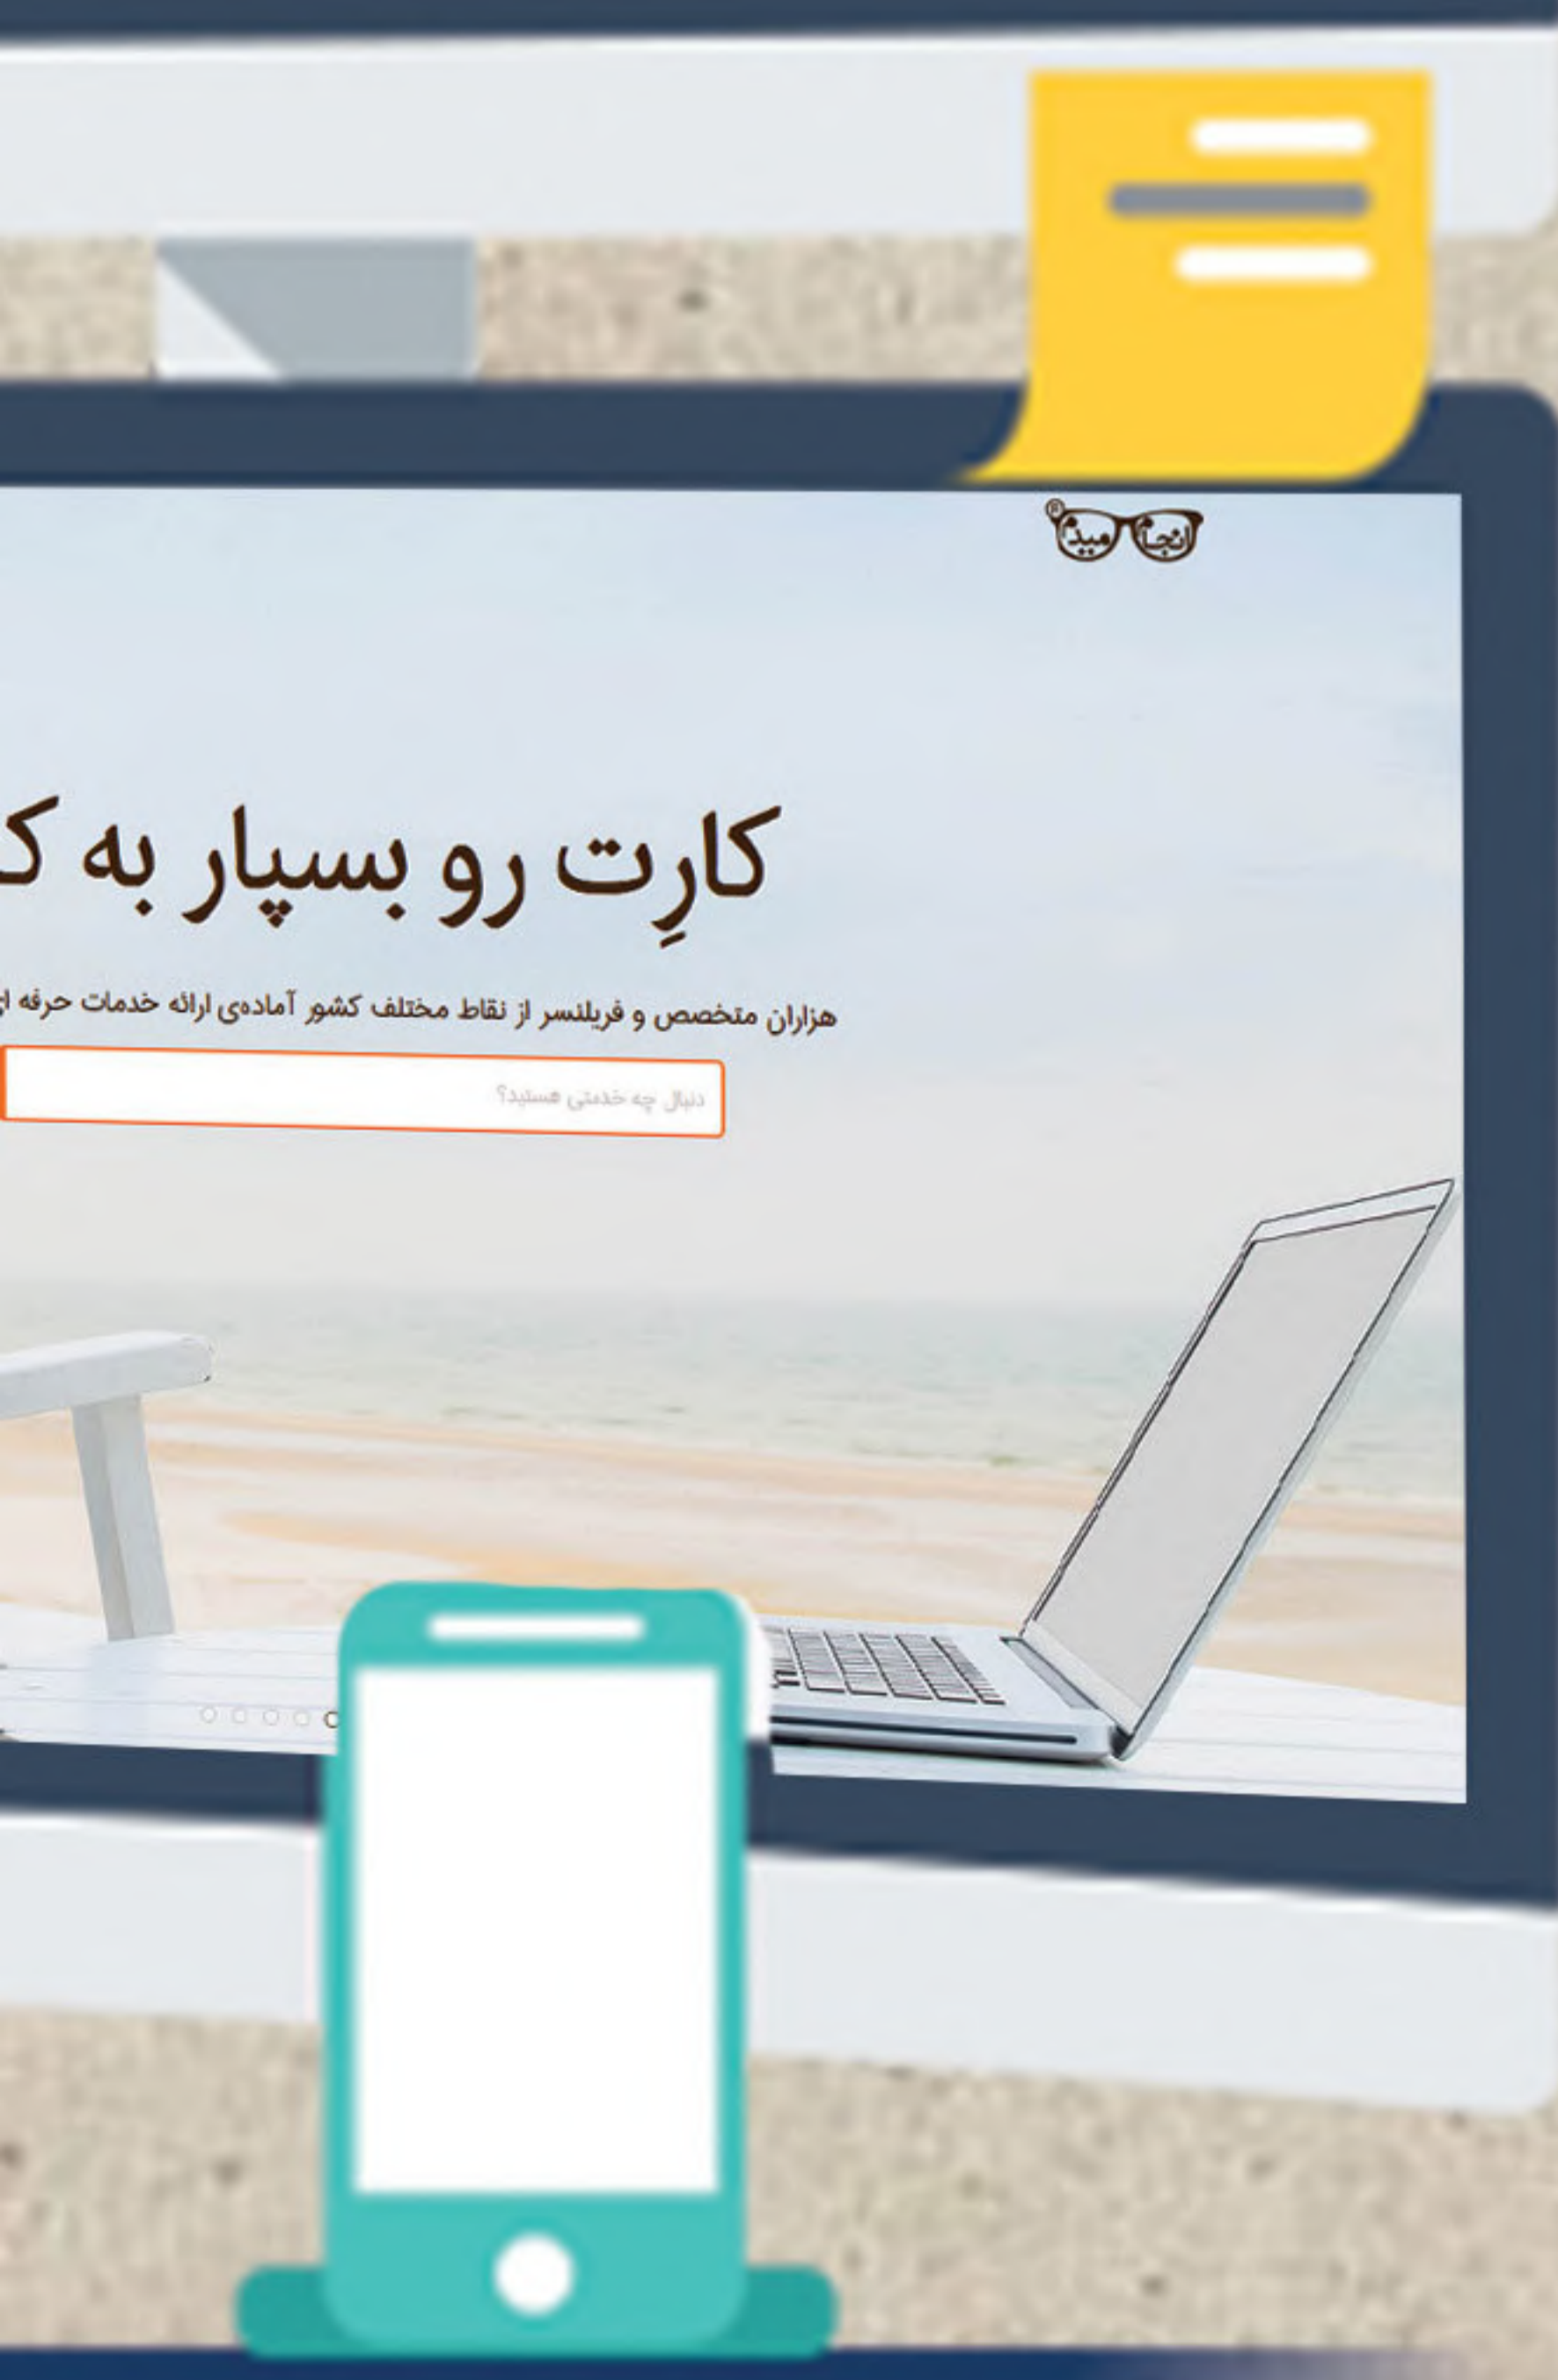 انجام میدم
کارِت رو بسپار به
هزاران متخصص و فریلنسر از نقاط مختلف کشور آماده‌ی ارائه خدمات حرفه
دنبال چه خدمتی هستید؟